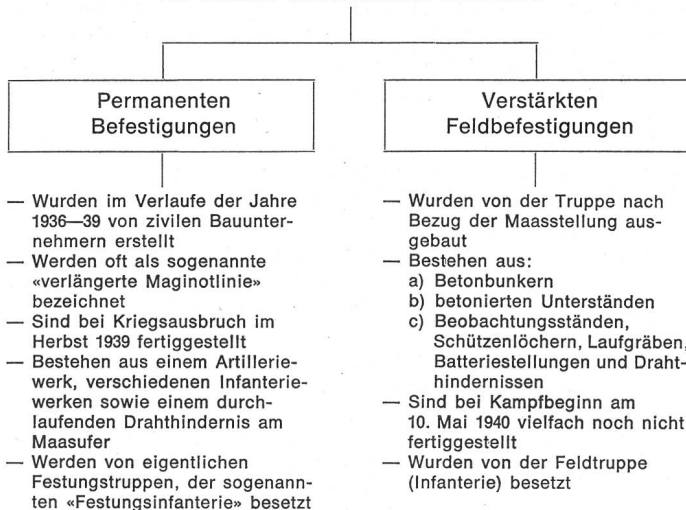 Permanenten
Befestigungen
— Wurden im Verlaufe der Jahre
1936—39 von zivilen Bauunter-
nehmern erstellt
— Werden oft als sogenannte
«verlängerte Maginotlinie»
bezeichnet
— Sind bei Kriegsausbruch im
Herbst 1939 fertiggestellt
— Bestehen aus einem Artillerie-
werk, verschiedenen Infanterie-
werken sowie einem durch-
laufenden Drahthindernis am
Maasufer
— Werden von eigentlichen
Festungstruppen, der sogenann-
ten «Festungsinfanterie» besetzt
Verstärkten
Feldbefestigungen
— Wurden von der Truppe nach
Bezug der Maasstellung aus-
gebaut
— Bestehen aus:
a) Betonbunkern
b) betonierten Unterständen
c) Beobachtungsständen,
Schützenlöchern, Laufgräben,
Batteriestellungen und Draht-
hindernissen
— Sind bei Kampfbeginn am
10. Mai 1940 vielfach noch nicht
fertiggestellt
— Wurden von der Feldtruppe
(Infanterie) besetzt